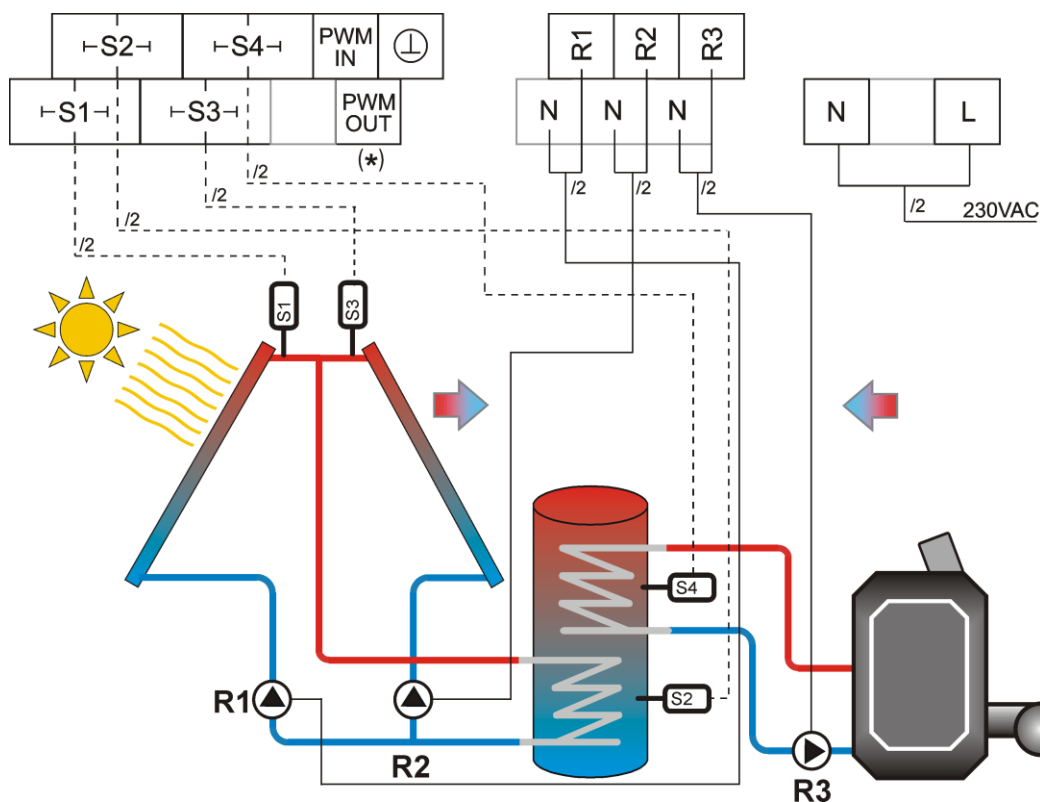 S2
S4
PWM
IN
S1
S3
PWM
OUT
(*)
R1
R2
R3
N
N
N
N
L
/2
/2
/2
/2
/2
/2
/2
/2
230VAC
S1
S3
S4
S2
R1
R2
R3